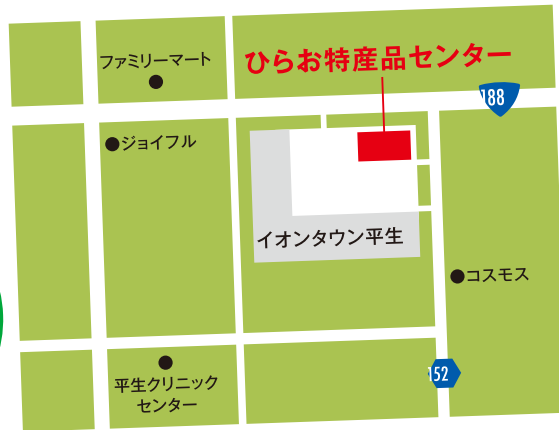 ファミリーマート
ひらお特産品センター
188
ジョイフル
イオンタウン平生
コスモス
152
平生クリニック
センター